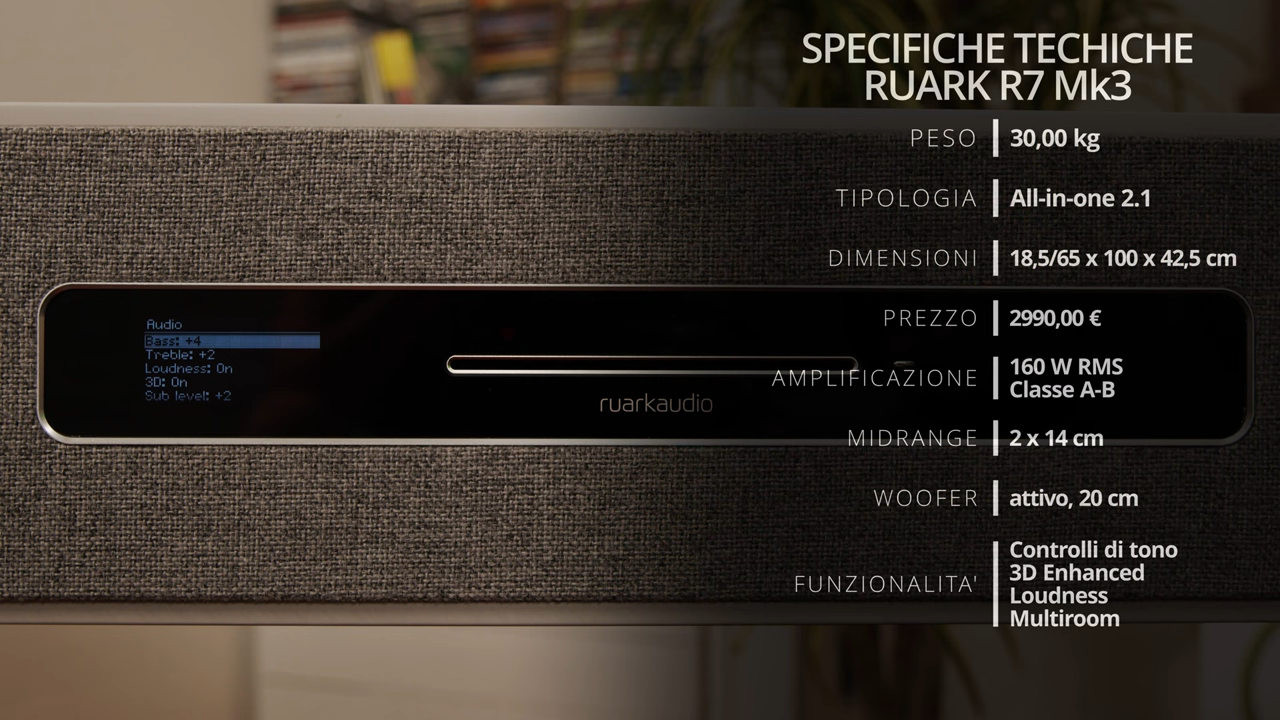 SPECIFICHE TECHICHE
RUARK R7 Mk3
PESO 30,00 kg
TIPOLOGIA All-in-one 2.1
DIMENSIONI 18,5/65 x 100 x 42,5 cm
PREZZO 2990,00 €
AMPLIFICAZIONE 160 W RMS
Classe A-B
MIDRANGE 2 x 14 cm
WOOFER attivo, 20 cm
FUNZIONALITA' Controlli di tono
3D Enhanced
Loudness
Multiroom
Audio
Bass: +4
Treble: +2
Loudness: On
3D: On
Sub level: +2
ruarkaudio